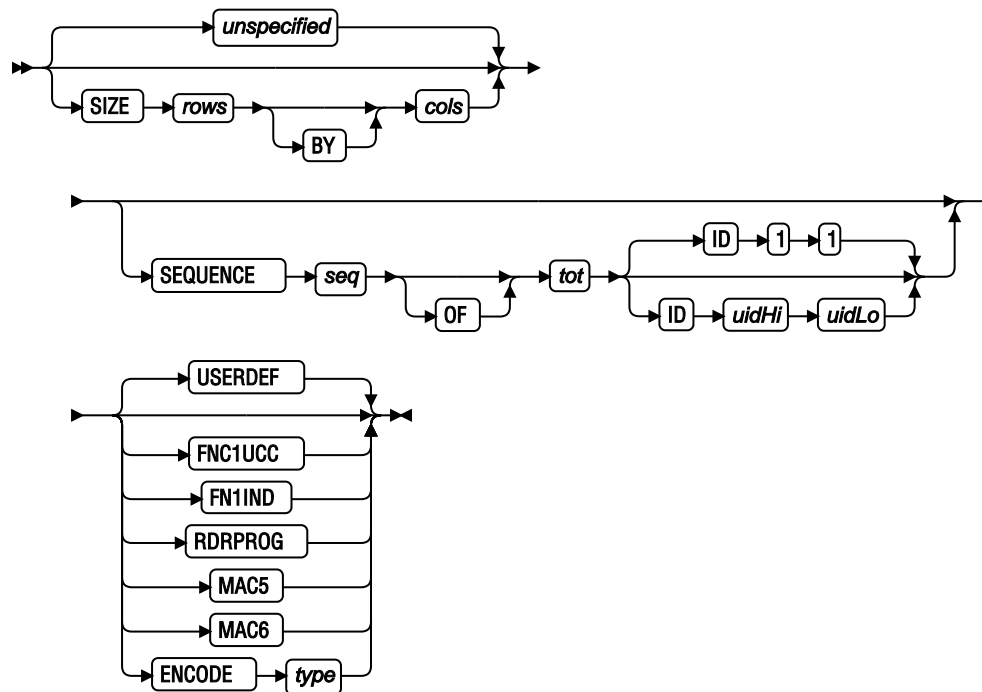 unspecified
SIZE rows cols
BY
ID 1 1
SEQUENCE seq tot
OF ID uidHi uidLo
USERDEF
FNC1UCC
FN1IND
RDRPROG
MAC5
MAC6
ENCODE type